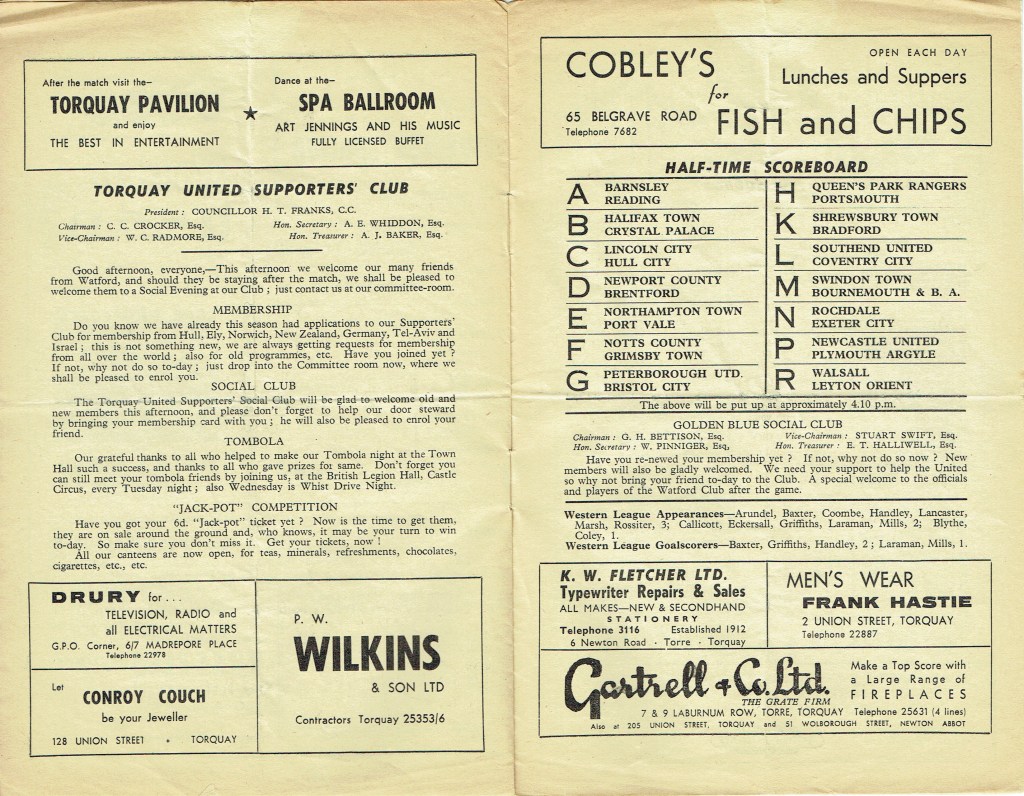 After the match visit the—
TORQUAY PAVILION
and enjoy
THE BEST IN ENTERTAINMENT
★
Dance at the—
SPA BALLROOM
ART JENNINGS AND HIS MUSIC
FULLY LICENSED BUFFET
TORQUAY UNITED SUPPORTERS' CLUB
President : COUNCILLOR H. T. FRANKS, C.C.
Chairman : C. C. CROCKER, Esq. Hon. Secretary : A. E. WHIDDON, Esq.
Vice-Chairman : W. C. RADMORE, Esq. Hon. Treasurer : A. J. BAKER, Esq.
Good afternoon, everyone,—This afternoon we welcome our many friends
from Watford, and should they be staying after the match, we shall be pleased to
welcome them to a Social Evening at our Club ; just contact us at our committee-room.
MEMBERSHIP
Do you know we have already this season had applications to our Supporters'
Club for membership from Hull, Ely, Norwich, New Zealand, Germany, Tel-Aviv and
Israel ; this is not something new, we are always getting requests for membership
from all over the world ; also for old programmes, etc. Have you joined yet ?
If not, why not do so to-day ; just drop into the Committee room now, where we
shall be pleased to enrol you.
SOCIAL CLUB
The Torquay United Supporters' Social Club will be glad to welcome old and
new members this afternoon, and please don't forget to help our door steward
by bringing your membership card with you ; he will also be pleased to enrol your
friend.
TOMBOLA
Our grateful thanks to all who helped to make our Tombola night at the Town
Hall such a success, and thanks to all who gave prizes for same. Don't forget you
can still meet your tombola friends by joining us, at the British Legion Hall, Castle
Circus, every Tuesday night ; also Wednesday is Whist Drive Night.
"JACK-POT" COMPETITION
Have you got your 6d. "Jack-pot" ticket yet ? Now is the time to get them,
they are on sale around the ground and, who knows, it may be your turn to win
to-day. So make sure you don't miss it. Get your tickets, now !
All our canteens are now open, for teas, minerals, refreshments, chocolates,
cigarettes, etc., etc.
DRURY for . . .
TELEVISION, RADIO and
all ELECTRICAL MATTERS
G.P.O. Corner, 6/7 MADREPORE PLACE
Telephone 22978
Let
CONROY COUCH
be your Jeweller
128 UNION STREET • TORQUAY
P. W.
WILKINS
& SON LTD
Contractors Torquay 25353/6
COBLEY'S
for
65 BELGRAVE ROAD
Telephone 7682
OPEN EACH DAY
Lunches and Suppers
FISH and CHIPS
HALF-TIME SCOREBOARD
A BARNSLEY
READING
B HALIFAX TOWN
CRYSTAL PALACE
C LINCOLN CITY
HULL CITY
D NEWPORT COUNTY
BRENTFORD
E NORTHAMPTON TOWN
PORT VALE
F NOTTS COUNTY
GRIMSBY TOWN
G PETERBOROUGH UTD.
BRISTOL CITY
H QUEEN'S PARK RANGERS
PORTSMOUTH
K SHREWSBURY TOWN
BRADFORD
L SOUTHEND UNITED
COVENTRY CITY
M SWINDON TOWN
BOURNEMOUTH & B. A.
N ROCHDALE
EXETER CITY
P NEWCASTLE UNITED
PLYMOUTH ARGYLE
R WALSALL
LEYTON ORIENT
The above will be put up at approximately 4.10 p.m.
GOLDEN BLUE SOCIAL CLUB
Chairman : G. H. BETTISON, Esq. Vice-Chairman : STUART SWIFT, Esq.
Hon. Secretary : W. PINNIGER, Esq, Hon. Treasurer : E. T. HALLIWELL, Esq.
Have you re-newed your membership yet ? If not, why not do so now ? New
members will also be gladly welcomed. We need your support to help the United
so why not bring your friend to-day to the Club. A special welcome to the officials
and players of the Watford Club after the game.
Western League Appearances—Arundel, Baxter, Coombe, Handley, Lancaster,
Marsh, Rossiter, 3; Callicott, Eckersall, Griffiths, Laraman, Mills, 2; Blythe,
Coley, 1.
Western League Goalscorers—Baxter, Griffiths, Handley, 2 ; Laraman, Mills, 1.
K. W. FLETCHER LTD.
Typewriter Repairs & Sales
ALL MAKES—NEW & SECONDHAND
STATIONERY
Telephone 3116 Established 1912
6 Newton Road · Torre · Torquay
MEN'S WEAR
FRANK HASTIE
2 UNION STREET, TORQUAY
Telephone 22887
Gartrell & Co. Ltd.
THE GRATE FIRM
Make a Top Score with
a Large Range of
FIREPLACES
7 & 9 LABURNUM ROW, TORRE, TORQUAY Telephone 25631 (4 lines)
Also at 205 UNION STREET, TORQUAY and 51 WOLBOROUGH STREET, NEWTON ABBOT